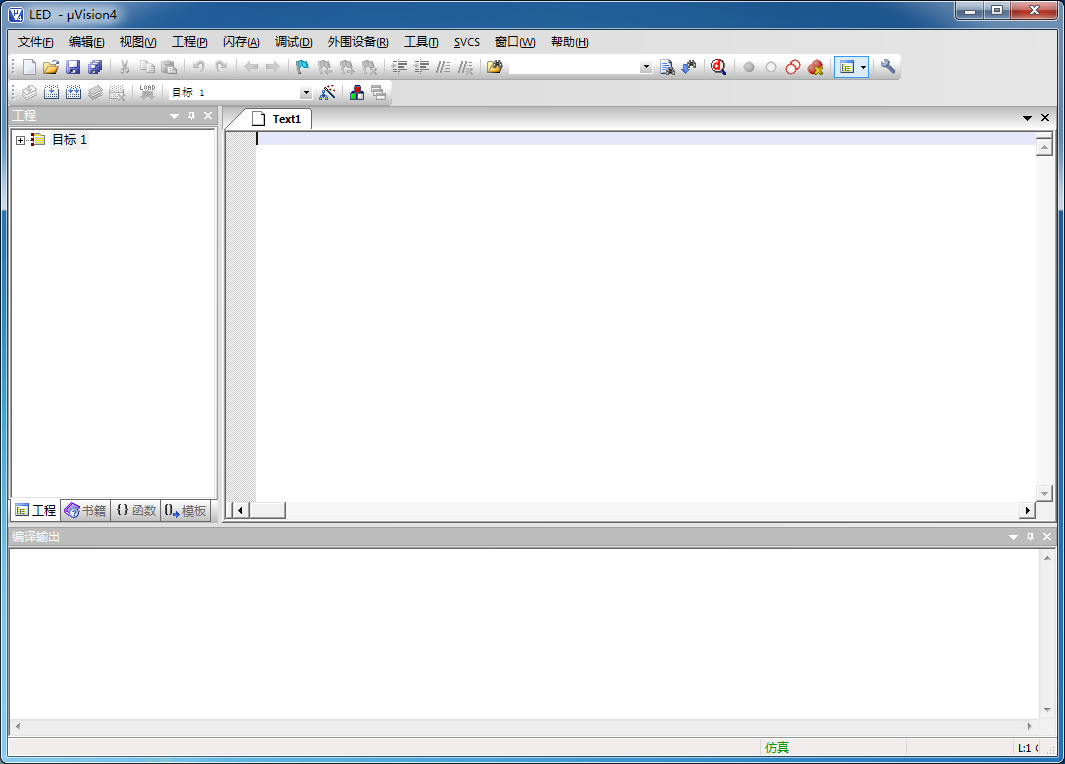 LED - µVision4
文件(F) 编辑(E) 视图(V) 工程(P) 闪存(A) 调试(D) 外围设备(R) 工具(T) SVCS 窗口(W) 帮助(H)
LOAD 目标 1
工程
Text1
目标 1
工程 书籍 {} 函数 0 模板
编译输出
仿真
L:1